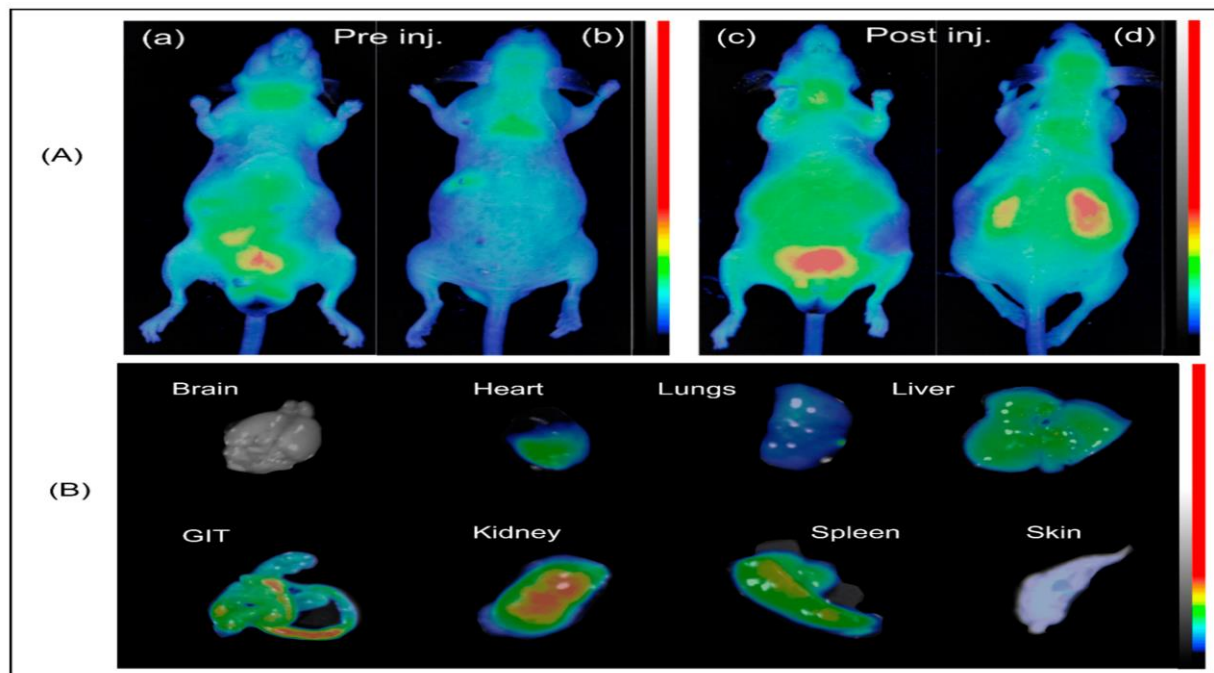 (a) Pre inj. (b) (c) Post inj. (d)
(A)
Brain Heart Lungs Liver
(B)
GIT Kidney Spleen Skin